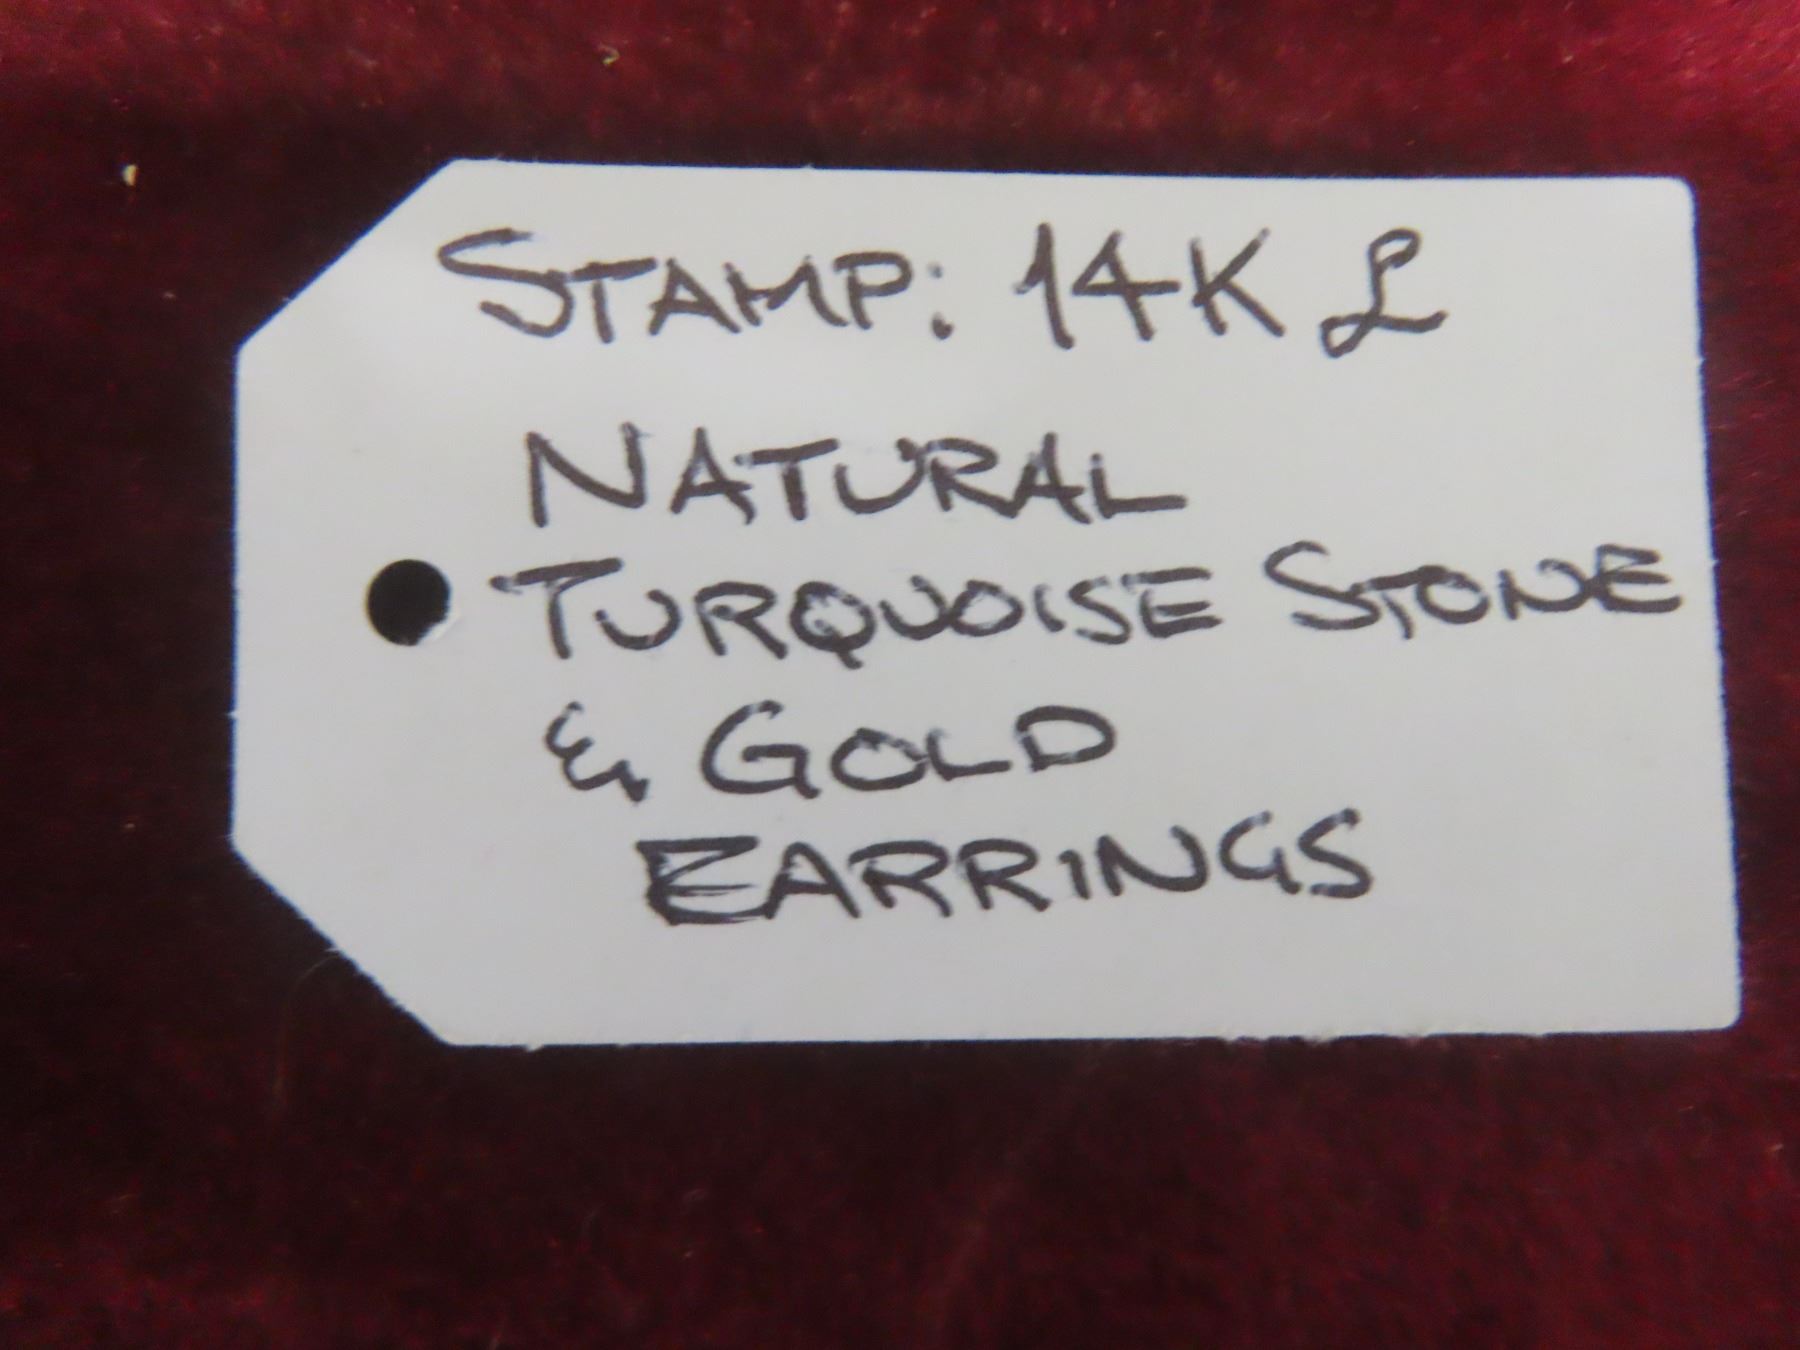 STAMP: 14K £
NATURAL
TURQUOISE STONE
& GOLD
EARRINGS